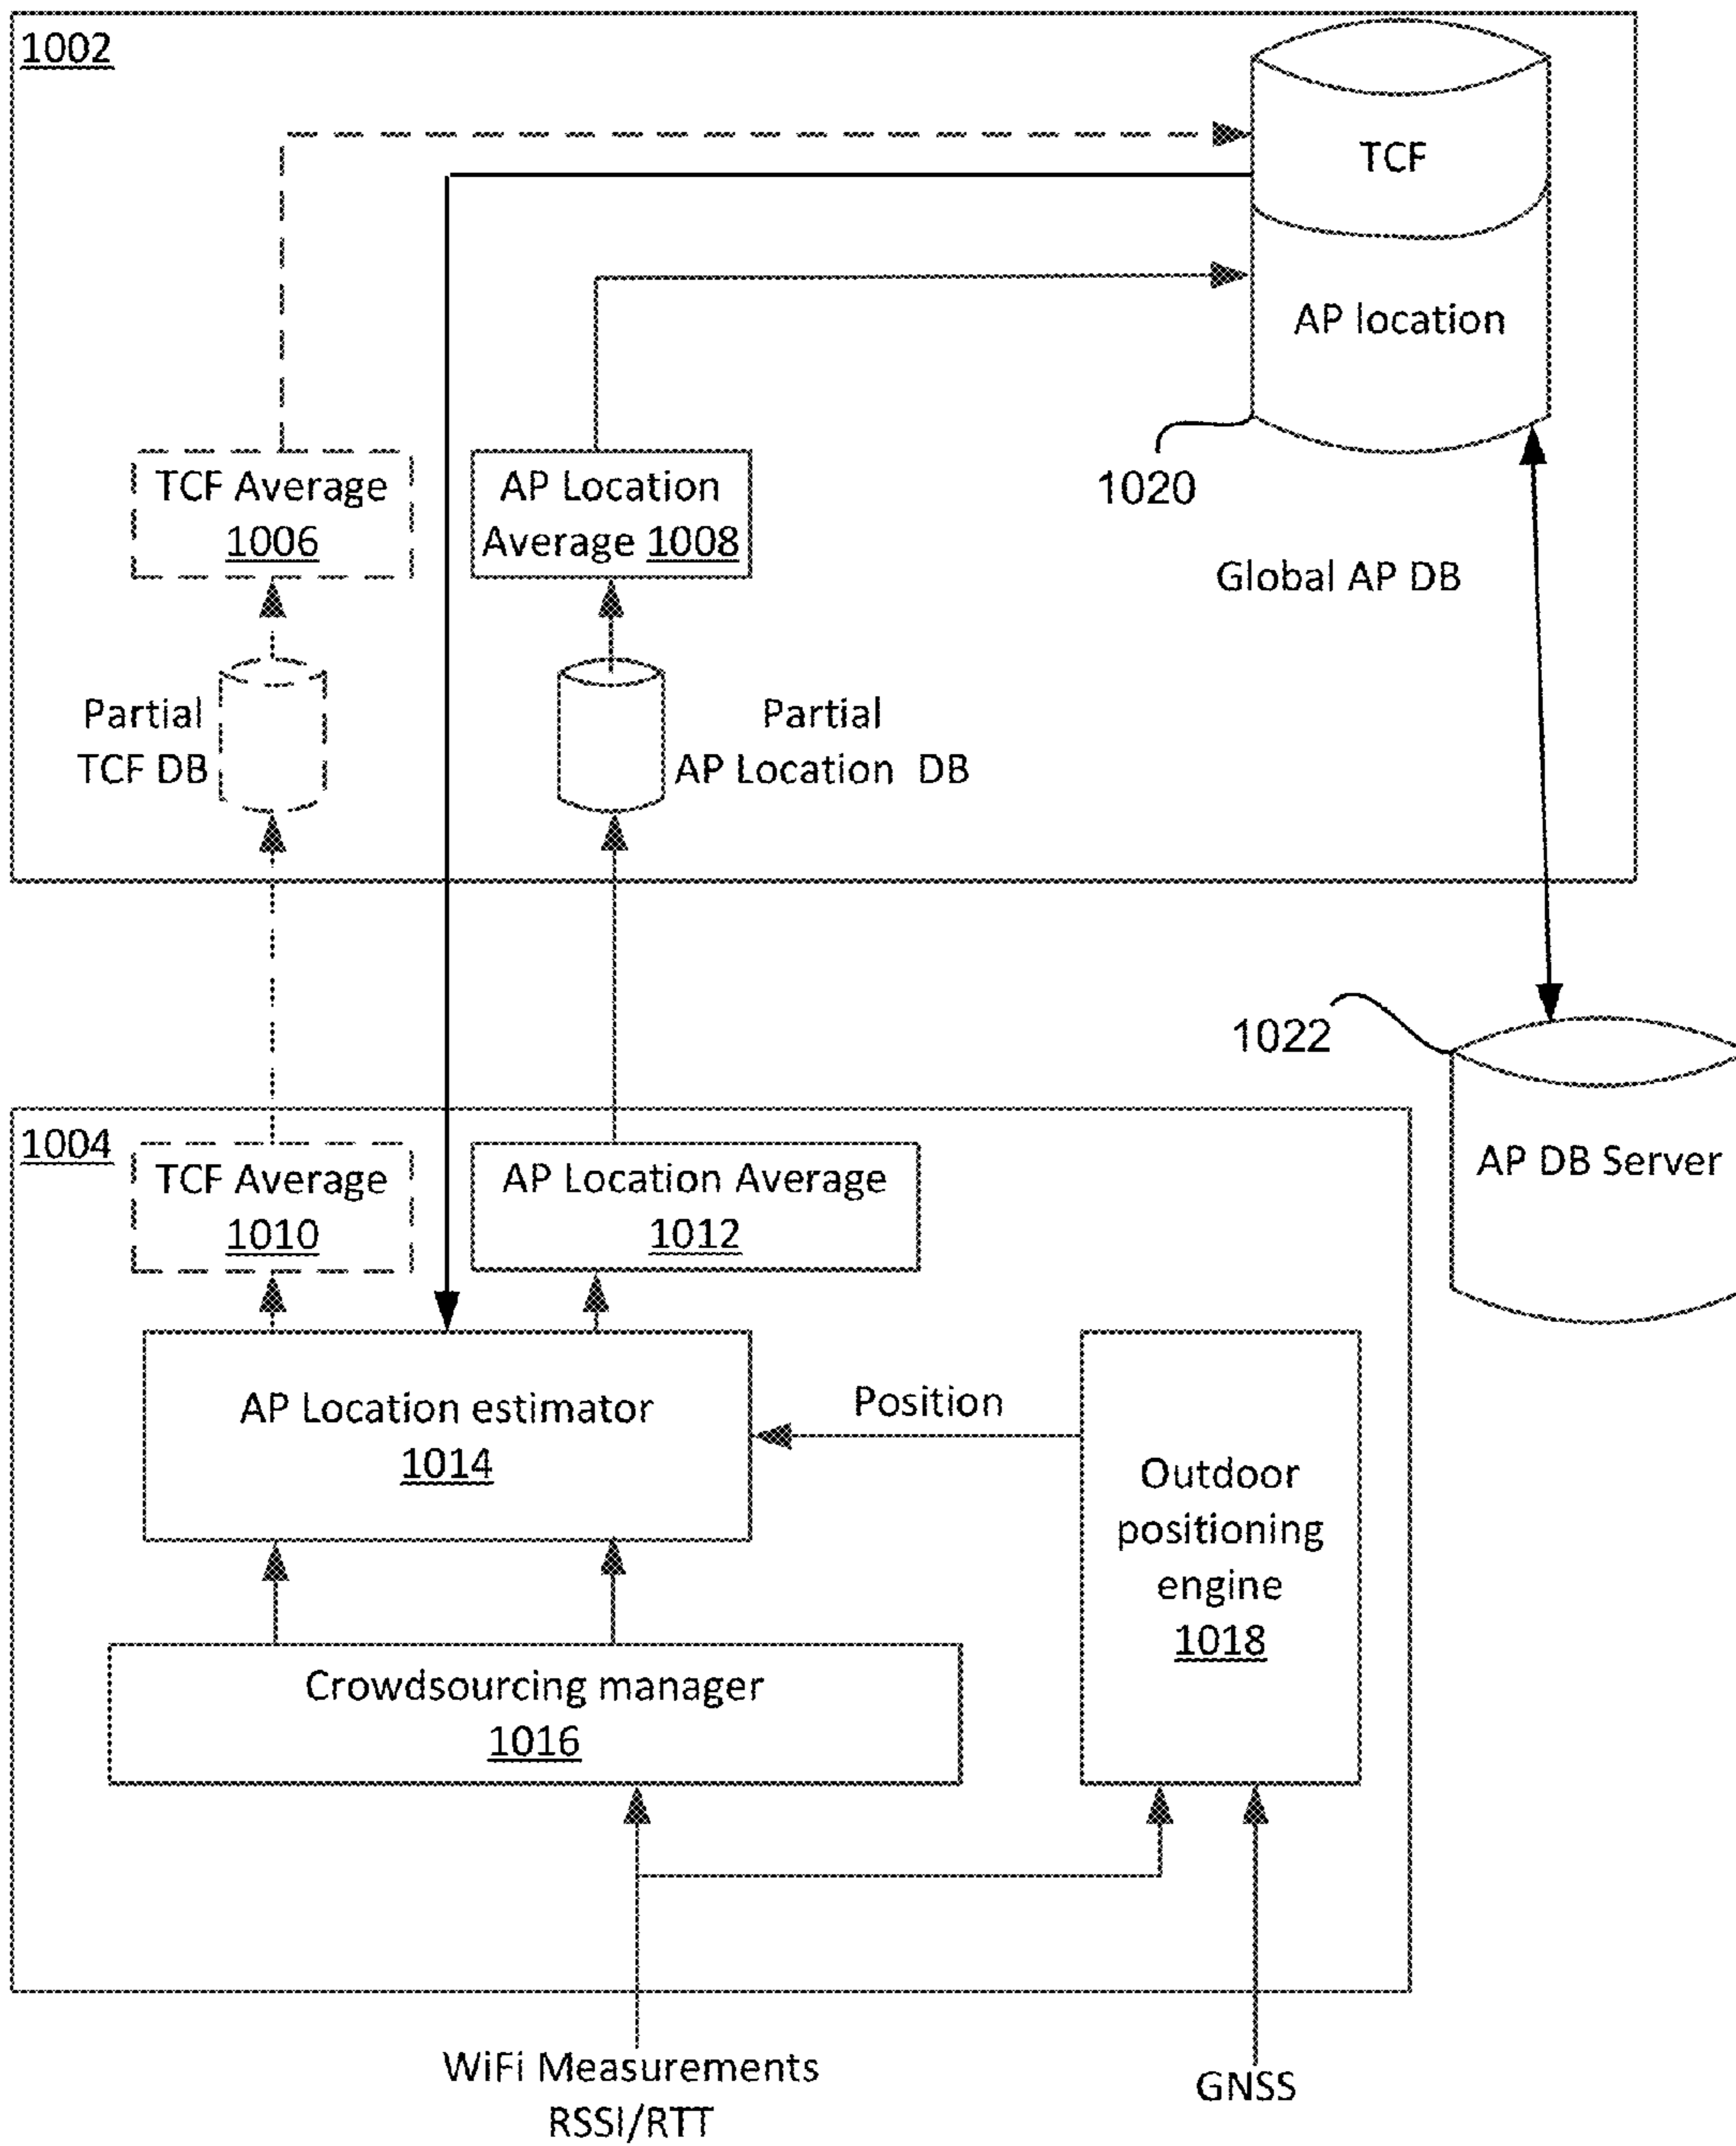 1002
TCF
AP location
1020
Global AP DB
TCF Average
1006
AP Location
Average 1008
Partial
TCF DB
Partial
AP Location DB
1022
AP DB Server
1004
TCF Average
1010
AP Location Average
1012
AP Location estimator
1014
Position
Outdoor
positioning
engine
1018
Crowdsourcing manager
1016
WiFi Measurements
RSSI/RTT
GNSS